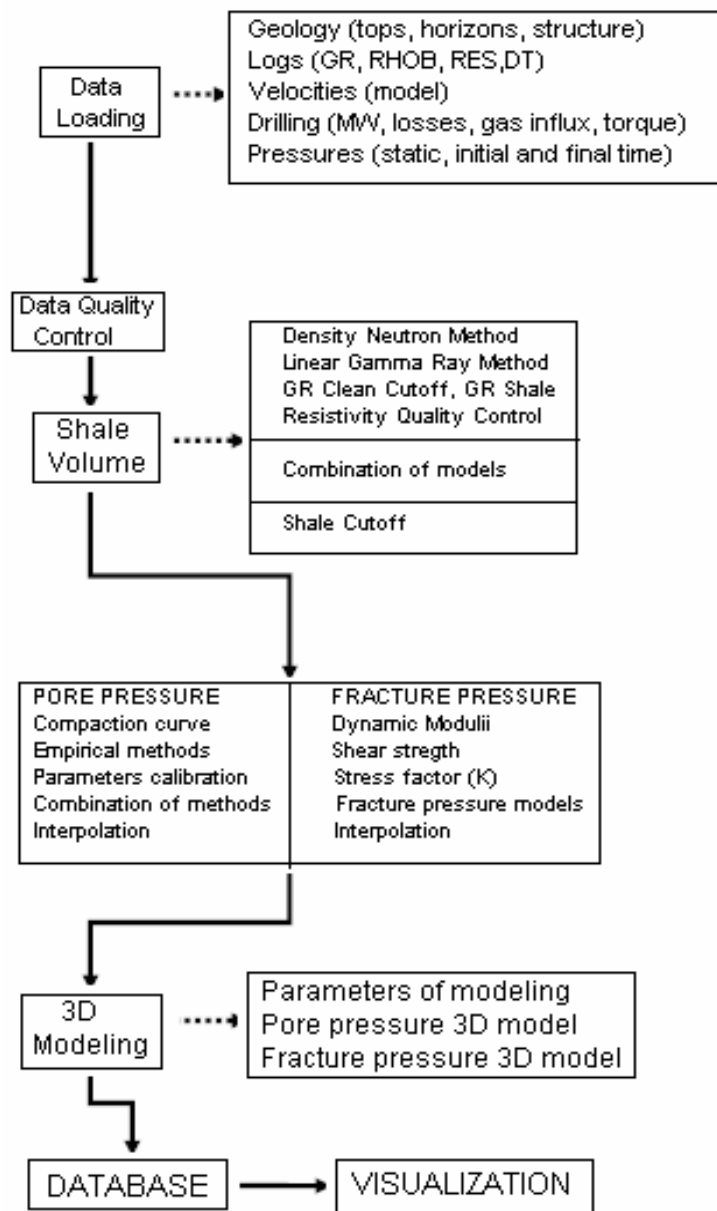 Data
Loading
Geology (tops, horizons, structure)
Logs (GR, RHOB, RES,DT)
Velocities (model)
Drilling (MW, losses, gas influx, torque)
Pressures (static, initial and final time)
Data Quality
Control
Shale
Volume
Density Neutron Method
Linear Gamma Ray Method
GR Clean Cutoff, GR Shale
Resistivity Quality Control
Combination of models
Shale Cutoff
PORE PRESSURE
Compaction curve
Empirical methods
Parameters calibration
Combination of methods
Interpolation
FRACTURE PRESSURE
Dynamic Modulii
Shear stregth
Stress factor (K)
Fracture pressure models
Interpolation
3D
Modeling
Parameters of modeling
Pore pressure 3D model
Fracture pressure 3D model
DATABASE
VISUALIZATION